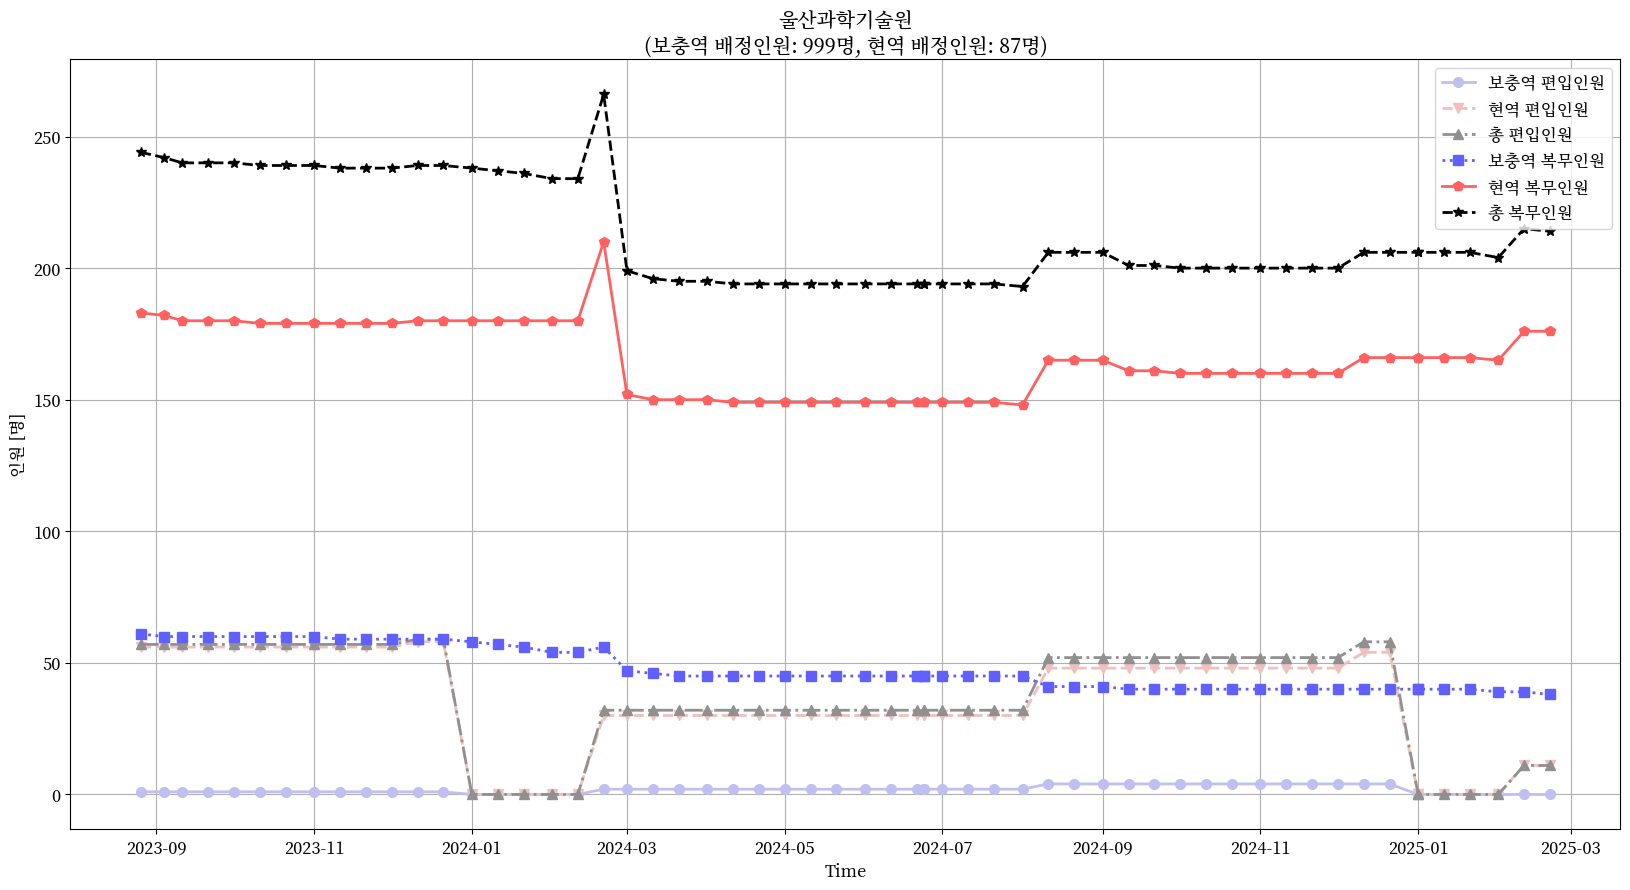 울산과학기술원
(보충역 배정인원: 999명, 현역 배정인원: 87명)
보충역 편입인원
현역 편입인원
총 편입인원
보충역 복무인원
현역 복무인원
총 복무인원
인원 [명]
250
200
150
100
50
0
2023-09 2023-11 2024-01 2024-03 2024-05 2024-07 2024-09 2024-11 2025-01 2025-03
Time